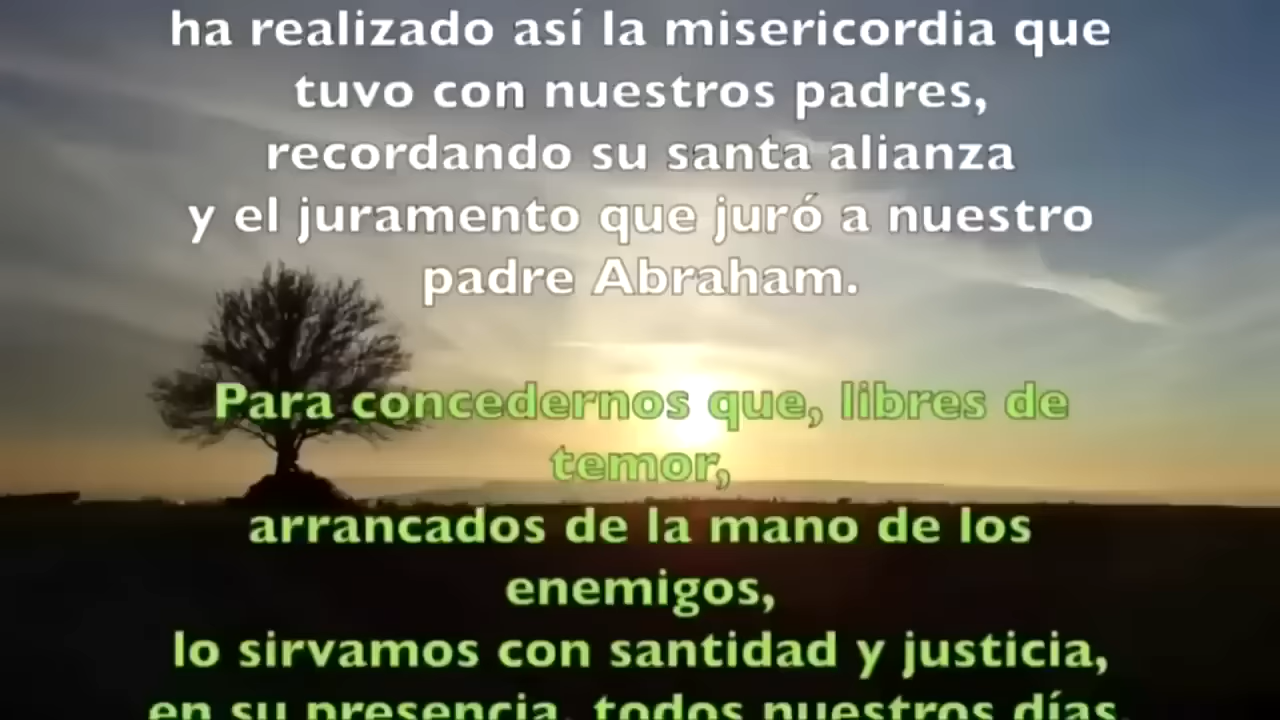 ha realizado así la misericordia que
tuvo con nuestros padres,
recordando su santa alianza
y el juramento que juró a nuestro
padre Abraham.
Para concedernos que, libres de
temor,
arrancados de la mano de los
enemigos,
lo sirvamos con santidad y justicia,
en su presencia, todos nuestros días.